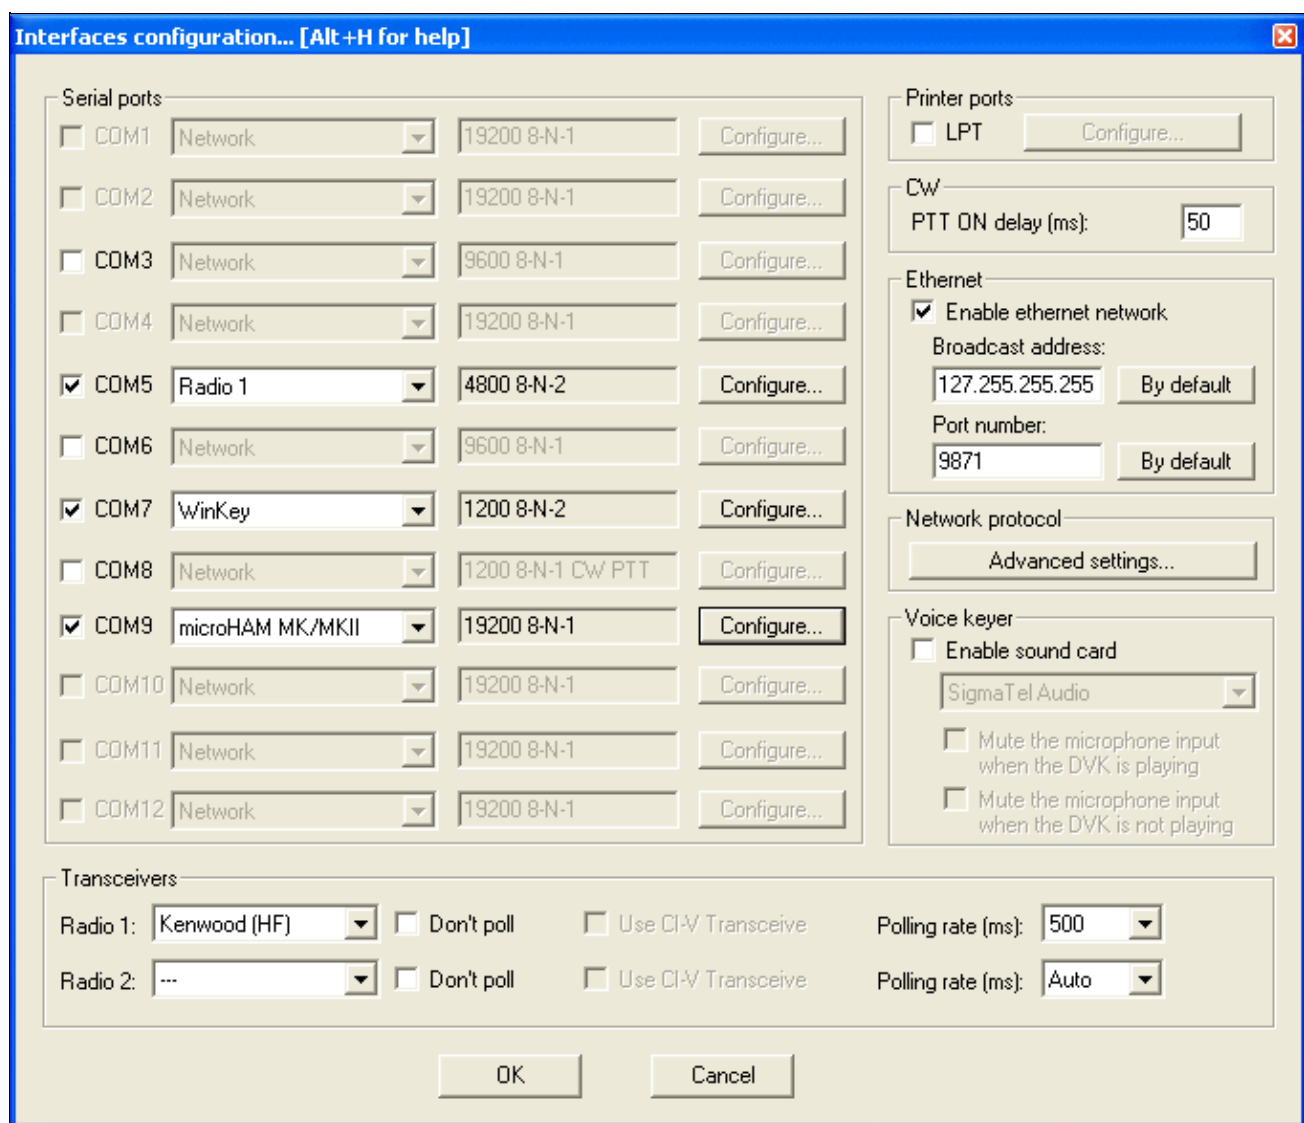 Interfaces configuration... [Alt+H for help]
Serial ports
COM1 Network 19200 8-N-1 Configure...
COM2 Network 19200 8-N-1 Configure...
COM3 Network 9600 8-N-1 Configure...
COM4 Network 19200 8-N-1 Configure...
COM5 Radio 1 4800 8-N-2 Configure...
COM6 Network 9600 8-N-1 Configure...
COM7 WinKey 1200 8-N-2 Configure...
COM8 Network 1200 8-N-1 CW PTT Configure...
COM9 microHAM MK/MKII 19200 8-N-1 Configure...
COM10 Network 19200 8-N-1 Configure...
COM11 Network 19200 8-N-1 Configure...
COM12 Network 19200 8-N-1 Configure...
Printer ports
LPT Configure...
CW
PTT ON delay (ms): 50
Ethernet
Enable ethernet network
Broadcast address:
127.255.255.255 By default
Port number:
9871 By default
Network protocol
Advanced settings...
Voice keyer
Enable sound card
SigmaTel Audio
Mute the microphone input
when the DVK is playing
Mute the microphone input
when the DVK is not playing
Transceivers
Radio 1: Kenwood (HF) Don't poll Use CI-V Transceive Polling rate (ms): 500
Radio 2: --- Don't poll Use CI-V Transceive Polling rate (ms): Auto
OK Cancel